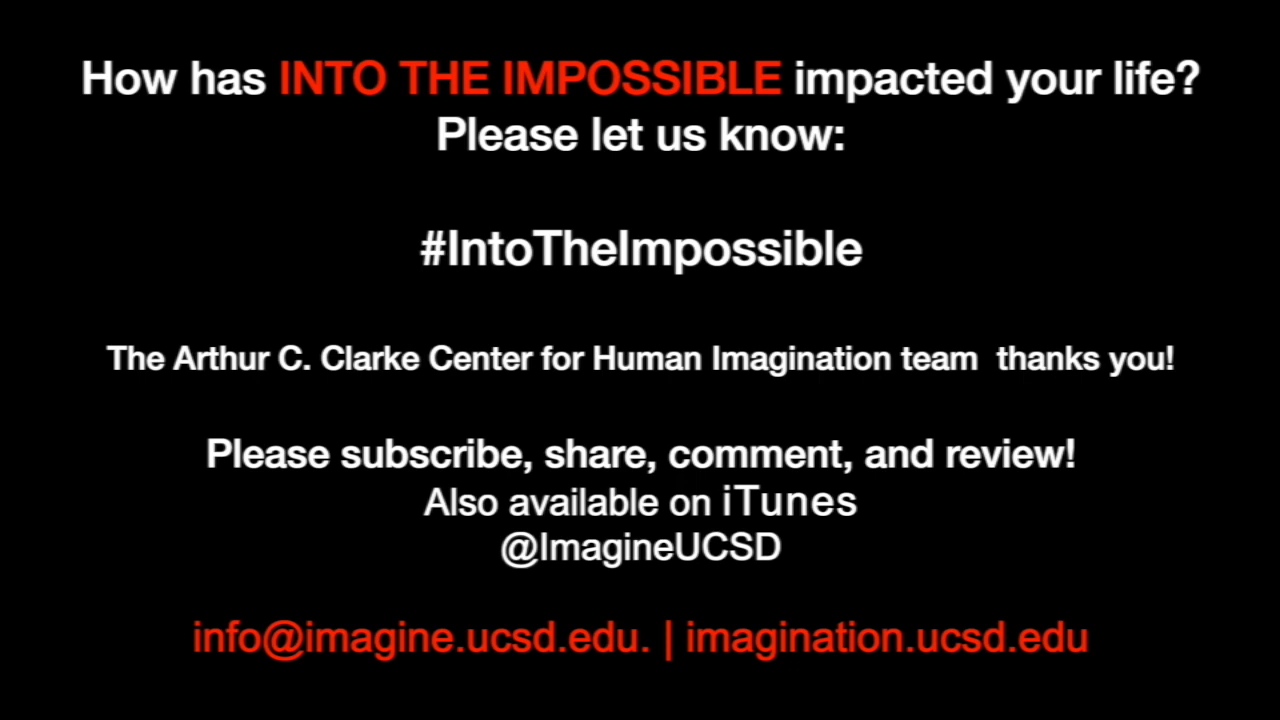 How has INTO THE IMPOSSIBLE impacted your life?
Please let us know:
#IntoTheImpossible
The Arthur C. Clarke Center for Human Imagination team  thanks you!
Please subscribe, share, comment, and review!
Also available on iTunes
@ImagineUCSD
info@imagine.ucsd.edu. | imagination.ucsd.edu